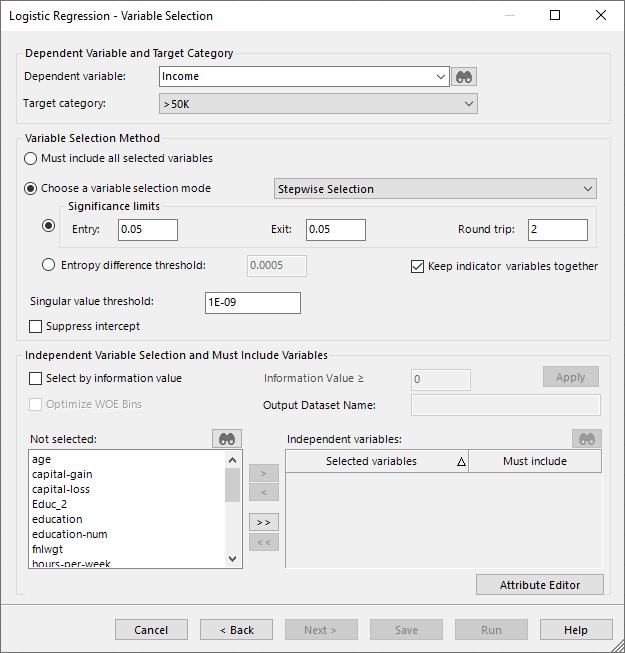 Logistic Regression - Variable Selection
Dependent Variable and Target Category
Dependent variable: Income
Target category: >50K
Variable Selection Method
Must include all selected variables
Choose a variable selection mode Stepwise Selection
Significance limits
Entry: 0.05 Exit: 0.05 Round trip: 2
Entropy difference threshold: 0.0005 Keep indicator variables together
Singular value threshold: 1E-09
Suppress intercept
Independent Variable Selection and Must Include Variables
Select by information value Information Value ≥ 0 Apply
Optimize WOE Bins Output Dataset Name:
Not selected: Independent variables:
age
capital-gain
capital-loss
Educ_2
education
education-num
fnlwgt
hours-per-week
>
<
>>
<<
Selected variables Must include
Attribute Editor
Cancel < Back Next > Save Run Help